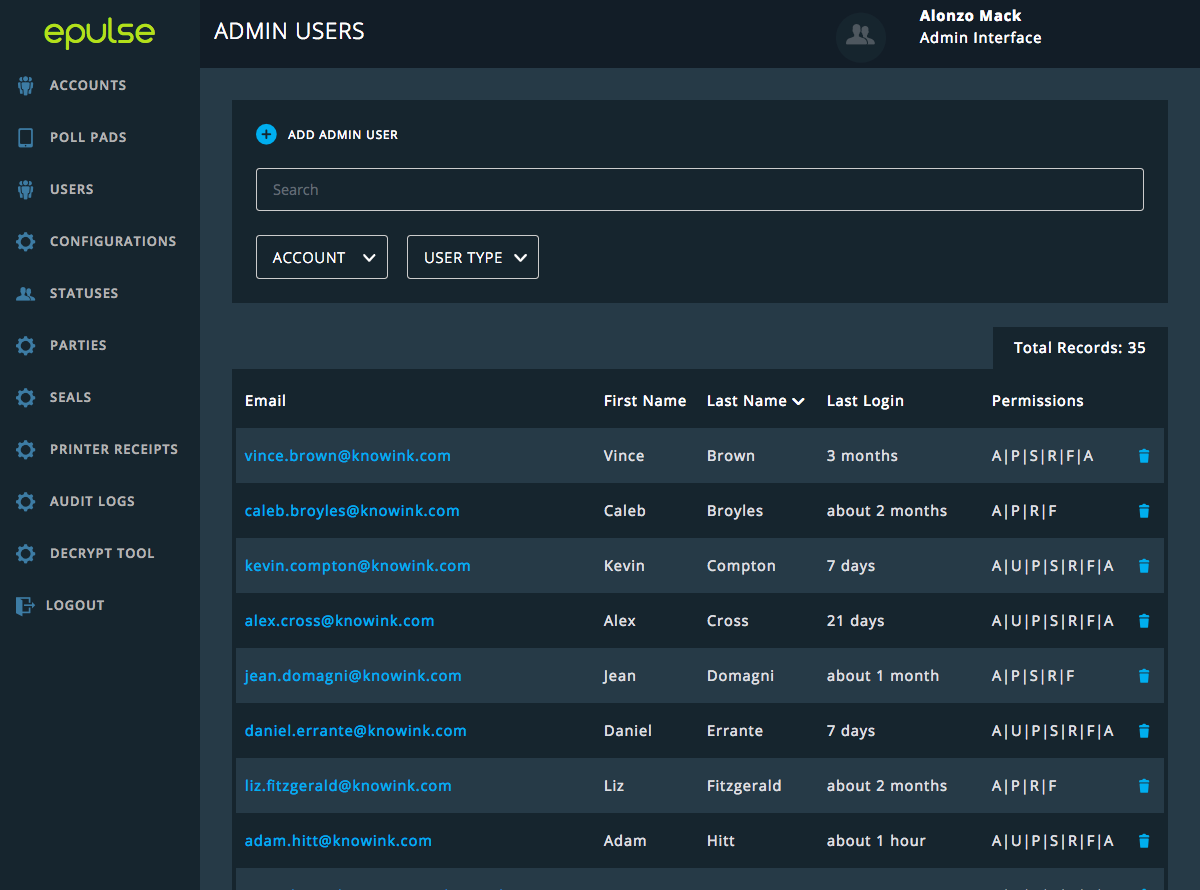 epulse
ADMIN USERS
Alonzo Mack
Admin Interface
ACCOUNTS
POLL PADS
USERS
CONFIGURATIONS
STATUSES
PARTIES
SEALS
PRINTER RECEIPTS
AUDIT LOGS
DECRYPT TOOL
LOGOUT
ADD ADMIN USER
Search
ACCOUNT
USER TYPE
Total Records: 35
Email First Name Last Name Last Login Permissions
vince.brown@knowink.com Vince Brown 3 months A|P|S|R|F|A
caleb.broyles@knowink.com Caleb Broyles about 2 months A|P|R|F
kevin.compton@knowink.com Kevin Compton 7 days A|U|P|S|R|F|A
alex.cross@knowink.com Alex Cross 21 days A|U|P|S|R|F|A
jean.domagni@knowink.com Jean Domagni about 1 month A|P|S|R|F
daniel.errante@knowink.com Daniel Errante 7 days A|U|P|S|R|F|A
liz.fitzgerald@knowink.com Liz Fitzgerald about 2 months A|P|R|F
adam.hitt@knowink.com Adam Hitt about 1 hour A|U|P|S|R|F|A